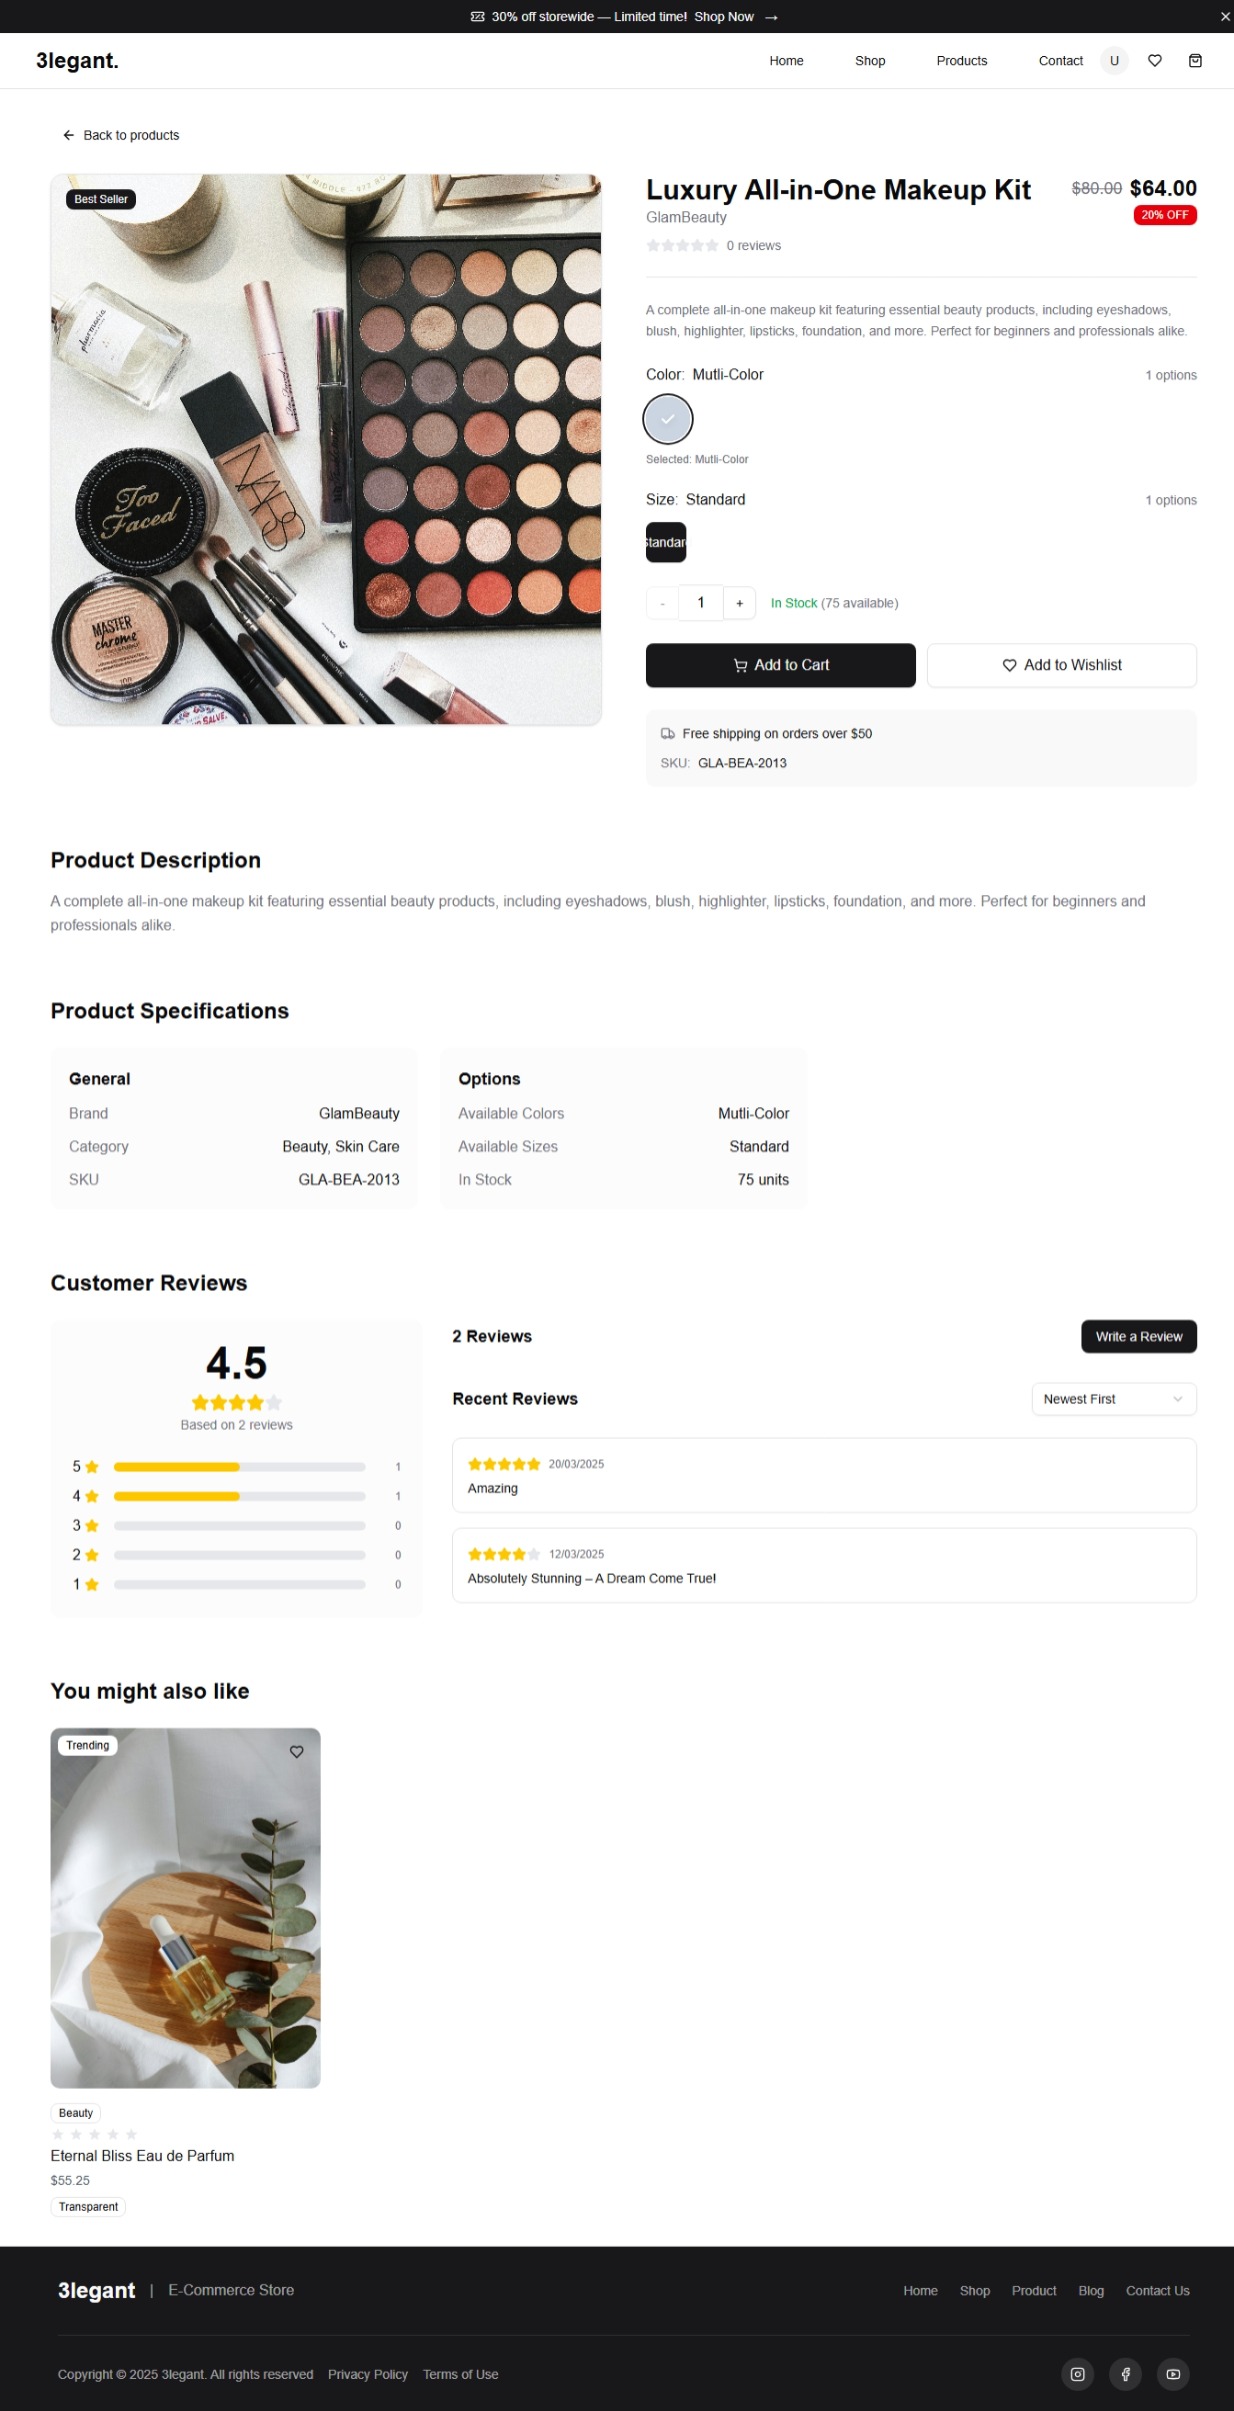 30% off storewide — Limited time! Shop Now →
3legant.
Home Shop Products Contact U
Back to products
Best Seller
MIDDLE
pharmacie
NARS
Too Faced
MASTER
chrome
SALVE.
Luxury All-in-One Makeup Kit
$80.00 $64.00
20% OFF
GlamBeauty
0 reviews
A complete all-in-one makeup kit featuring essential beauty products, including eyeshadows,
blush, highlighter, lipsticks, foundation, and more. Perfect for beginners and professionals alike.
Color: Mutli-Color 1 options
Selected: Mutli-Color
Size: Standard 1 options
Standard
- 1 + In Stock (75 available)
Add to Cart Add to Wishlist
Free shipping on orders over $50
SKU: GLA-BEA-2013
Product Description
A complete all-in-one makeup kit featuring essential beauty products, including eyeshadows, blush, highlighter, lipsticks, foundation, and more. Perfect for beginners and
professionals alike.
Product Specifications
General
Brand GlamBeauty
Category Beauty, Skin Care
SKU GLA-BEA-2013
Options
Available Colors Mutli-Color
Available Sizes Standard
In Stock 75 units
Customer Reviews
4.5
Based on 2 reviews
5 1
4 1
3 0
2 0
1 0
2 Reviews Write a Review
Recent Reviews Newest First
20/03/2025
Amazing
12/03/2025
Absolutely Stunning – A Dream Come True!
You might also like
Trending
Beauty
Eternal Bliss Eau de Parfum
$55.25
Transparent
3legant | E-Commerce Store
Home Shop Product Blog Contact Us
Copyright © 2025 3legant. All rights reserved Privacy Policy Terms of Use